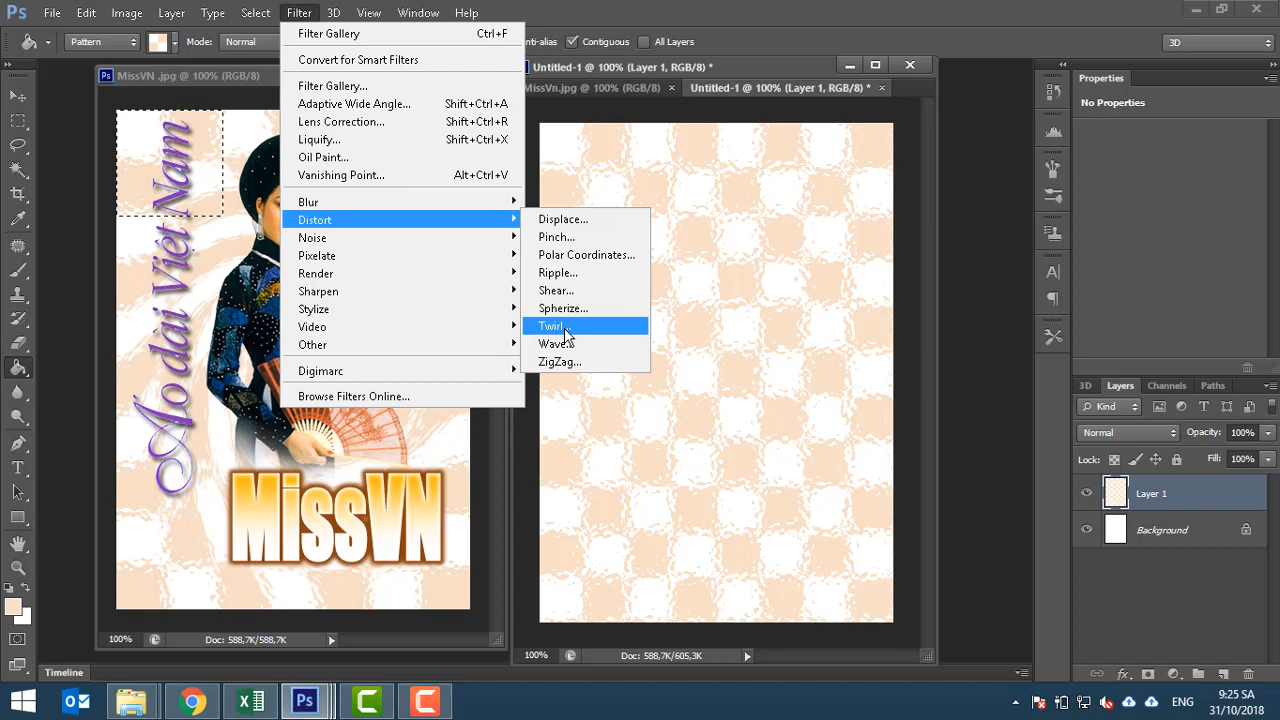 Ps File Edit Image Layer Type Select Filter 3D View Window Help
Pattern Mode: Normal
nti-alias Contiguous All Layers 3D
Filter Gallery Ctrl+F
Convert for Smart Filters
Filter Gallery...
Adaptive Wide Angle... Shift+Ctrl+A
Lens Correction... Shift+Ctrl+R
Liquify... Shift+Ctrl+X
Oil Paint...
Vanishing Point... Alt+Ctrl+V
Blur
Distort
Noise
Pixelate
Render
Sharpen
Stylize
Video
Other
Digimarc
Browse Filters Online...
Displace...
Pinch...
Polar Coordinates...
Ripple...
Shear...
Spherize...
Twirl...
Wave...
ZigZag...
Ps MissVN .jpg @ 100% (RGB/8)
Áo dài Việt Nam
MissVN
100% Doc: 588,7K/588,7K
Untitled-1 @ 100% (Layer 1, RGB/8) *
MissVn.jpg @ 100% (RGB/8) × Untitled-1 @ 100% (Layer 1, RGB/8) * ×
100% Doc: 588,7K/605,3K
Properties
No Properties
3D Layers Channels Paths
Kind
Normal Opacity: 100%
Lock: Fill: 100%
Layer 1
Background
Timeline
Ps
ENG
9:25 SA
31/10/2018